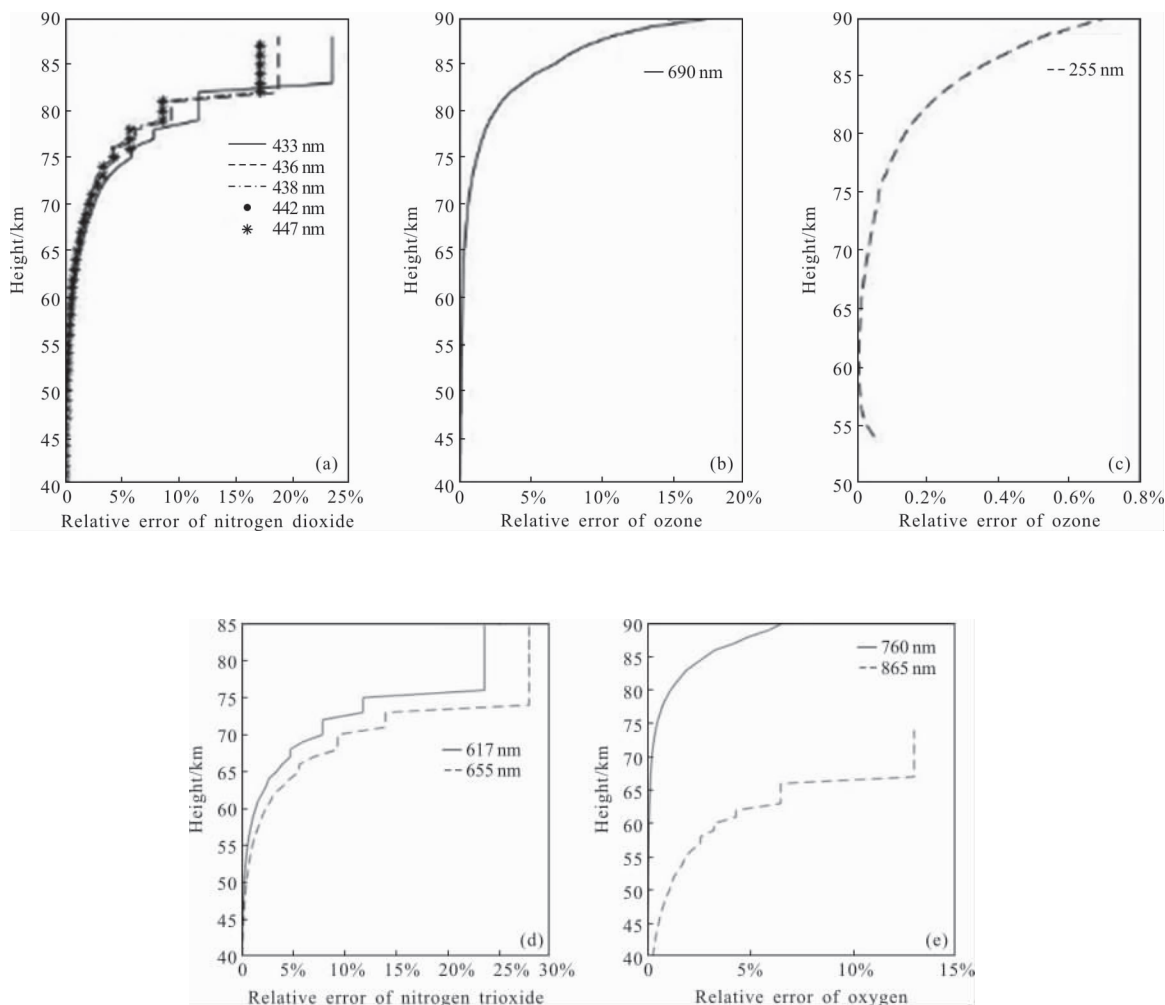 90
85
80
75
70
65
60
55
50
45
40
Height/km
433 nm
436 nm
438 nm
442 nm
447 nm
(a)
0 5% 10% 15% 20% 25%
Relative error of nitrogen dioxide
90
85
80
75
70
65
60
55
50
45
40
Height/km
690 nm
(b)
0 5% 10% 15% 20%
Relative error of ozone
90
85
80
75
70
65
60
55
50
Height/km
255 nm
(c)
0 0.2% 0.4% 0.6% 0.8%
Relative error of ozone
85
80
75
70
65
60
55
50
45
40
Height/km
617 nm
655 nm
(d)
0 5% 10% 15% 20% 25% 30%
Relative error of nitrogen trioxide
90
85
80
75
70
65
60
55
50
45
40
Height/km
760 nm
865 nm
(e)
0 5% 10% 15%
Relative error of oxygen